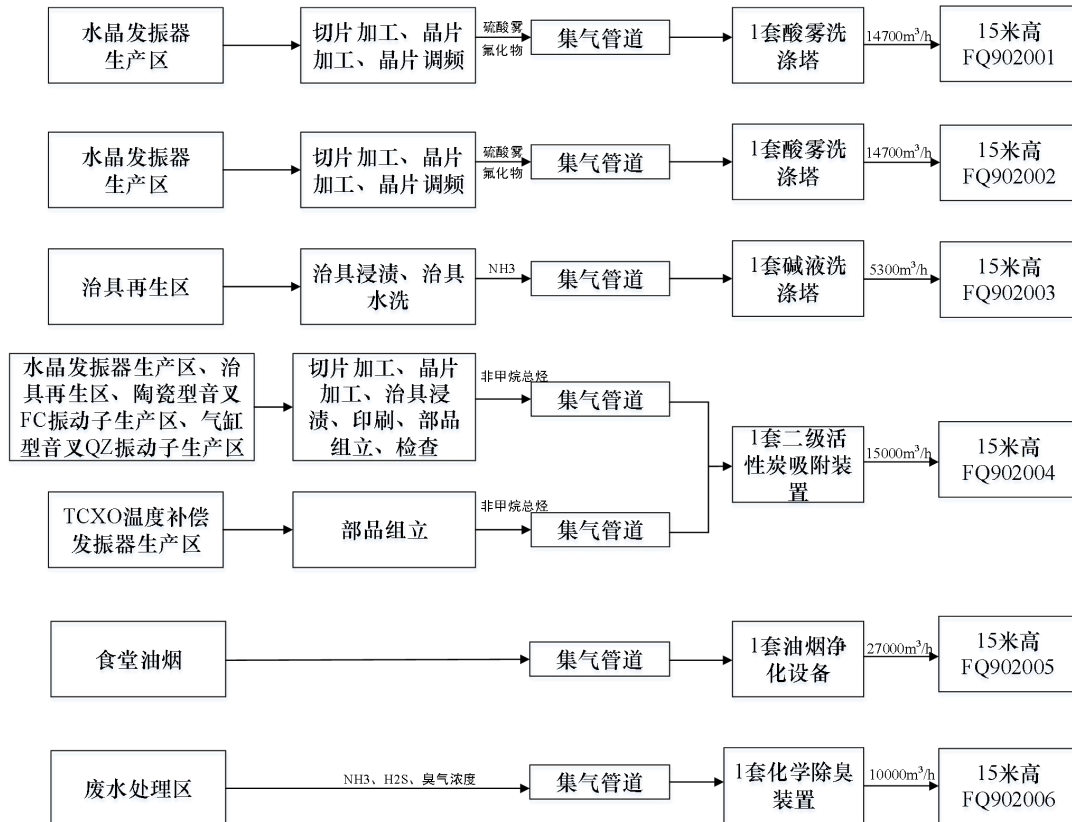 水晶发振器
生产区
切片加工、晶片
加工、晶片调频
硫酸雾
氟化物
集气管道
1套酸雾洗
涤塔
14700m³/h
15米高
FQ902001
水晶发振器
生产区
切片加工、晶片
加工、晶片调频
硫酸雾
氟化物
集气管道
1套酸雾洗
涤塔
14700m³/h
15米高
FQ902002
治具再生区
治具浸渍、治具
水洗
NH3
集气管道
1套碱液洗
涤塔
5300m³/h
15米高
FQ902003
水晶发振器生产区、治
具再生区、陶瓷型音叉
FC振动子生产区、气缸
型音叉QZ振动子生产区
切片加工、晶片
加工、治具浸
渍、印刷、部品
组立、检查
非甲烷总烃
集气管道
1套二级活
性炭吸附装
置
15000m³/h
15米高
FQ902004
TCXO温度补偿
发振器生产区
部品组立
非甲烷总烃
集气管道
食堂油烟
集气管道
1套油烟净
化设备
27000m³/h
15米高
FQ902005
废水处理区
NH3、H2S、臭气浓度
集气管道
1套化学除臭
装置
10000m³/h
15米高
FQ902006